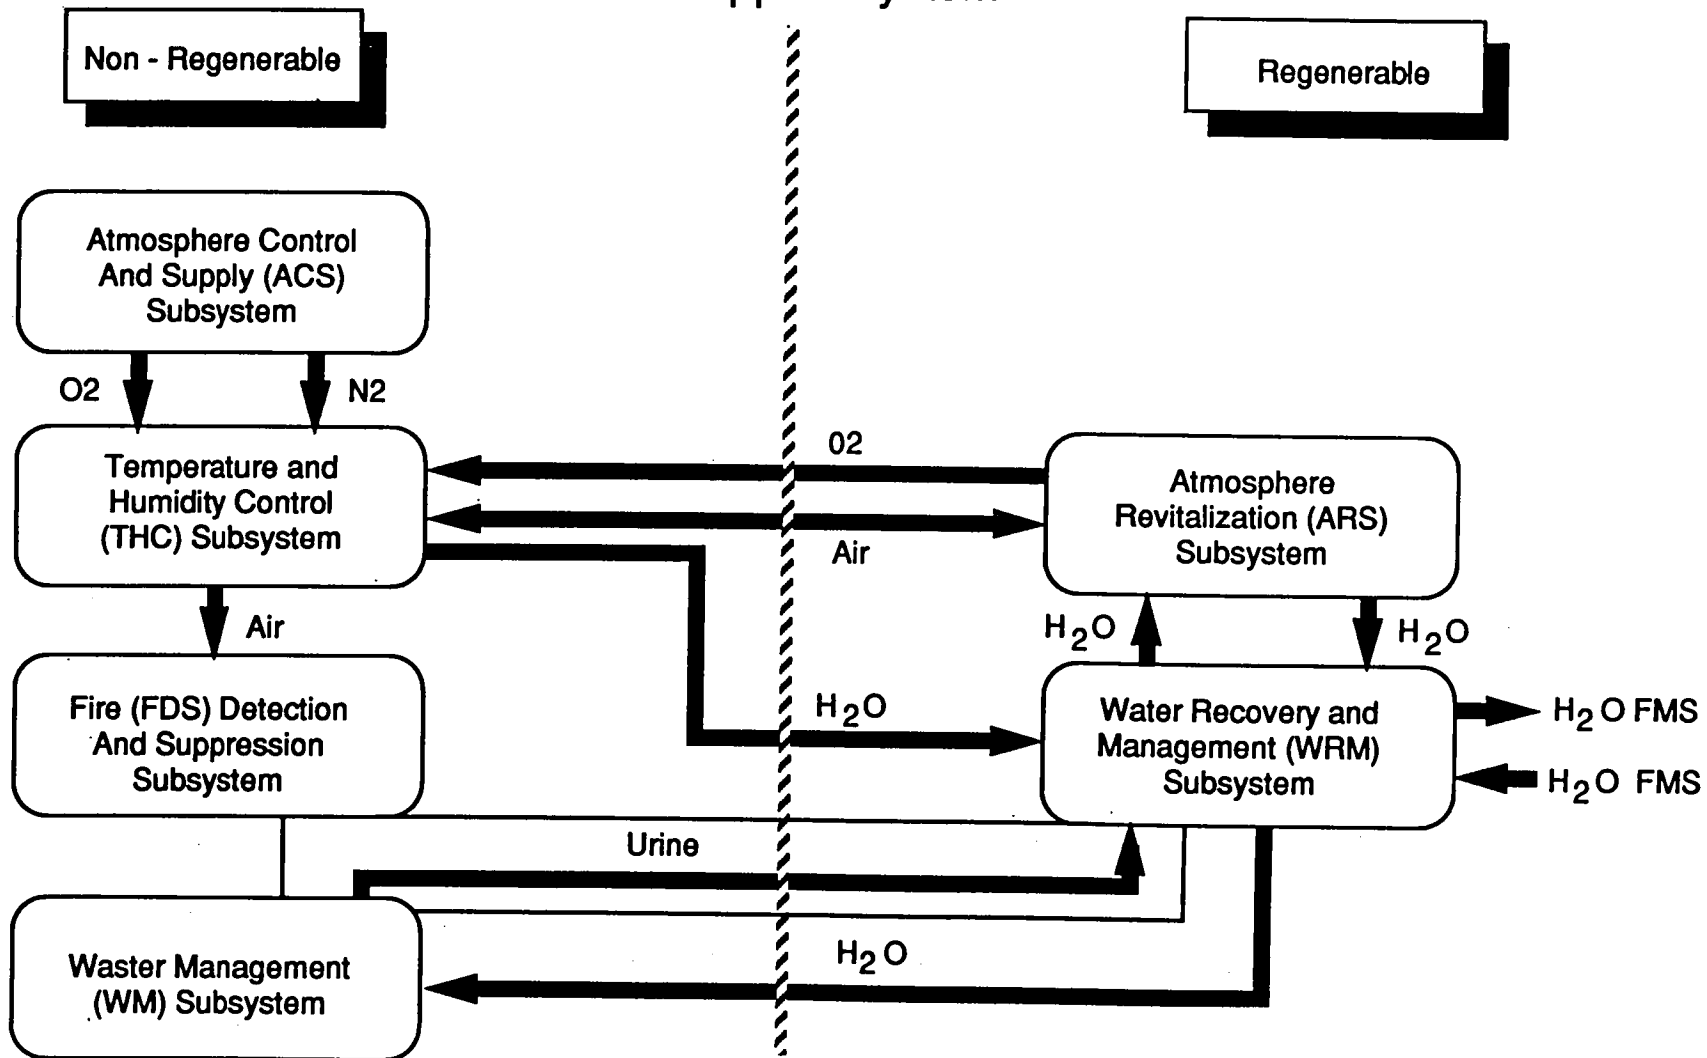 Non - Regenerable
Regenerable
Atmosphere Control
And Supply (ACS)
Subsystem
O2
N2
Temperature and
Humidity Control
(THC) Subsystem
02
Air
Atmosphere
Revitalization (ARS)
Subsystem
Air
H2O
H2O
Fire (FDS) Detection
And Suppression
Subsystem
H2O
Water Recovery and
Management (WRM)
Subsystem
H2O FMS
H2O FMS
Urine
Waster Management
(WM) Subsystem
H2O